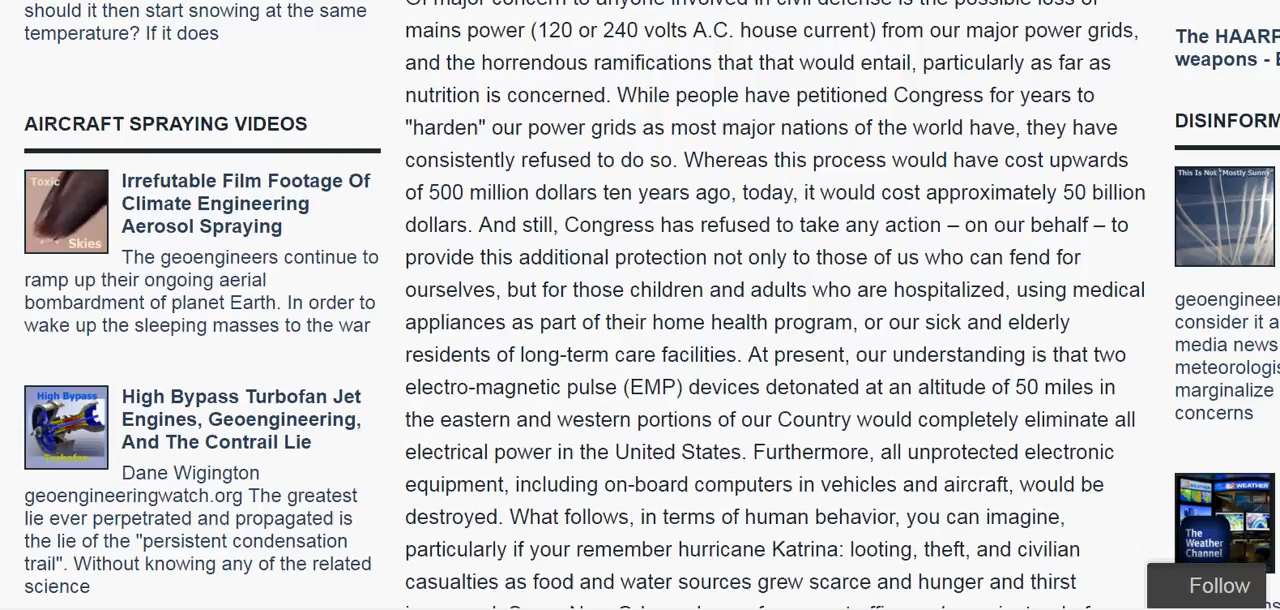 should it then start snowing at the same
temperature? If it does
AIRCRAFT SPRAYING VIDEOS
Toxic
Skies
Irrefutable Film Footage Of
Climate Engineering
Aerosol Spraying
The geoengineers continue to
ramp up their ongoing aerial
bombardment of planet Earth. In order to
wake up the sleeping masses to the war
High Bypass
Turbofan
High Bypass Turbofan Jet
Engines, Geoengineering,
And The Contrail Lie
Dane Wigington
geoengineeringwatch.org The greatest
lie ever perpetrated and propagated is
the lie of the "persistent condensation
trail". Without knowing any of the related
science
Of major concern to anyone involved in civil defense is the possible loss of
mains power (120 or 240 volts A.C. house current) from our major power grids,
and the horrendous ramifications that that would entail, particularly as far as
nutrition is concerned. While people have petitioned Congress for years to
"harden" our power grids as most major nations of the world have, they have
consistently refused to do so. Whereas this process would have cost upwards
of 500 million dollars ten years ago, today, it would cost approximately 50 billion
dollars. And still, Congress has refused to take any action – on our behalf – to
provide this additional protection not only to those of us who can fend for
ourselves, but for those children and adults who are hospitalized, using medical
appliances as part of their home health program, or our sick and elderly
residents of long-term care facilities. At present, our understanding is that two
electro-magnetic pulse (EMP) devices detonated at an altitude of 50 miles in
the eastern and western portions of our Country would completely eliminate all
electrical power in the United States. Furthermore, all unprotected electronic
equipment, including on-board computers in vehicles and aircraft, would be
destroyed. What follows, in terms of human behavior, you can imagine,
particularly if your remember hurricane Katrina: looting, theft, and civilian
casualties as food and water sources grew scarce and hunger and thirst
The HAARP
weapons - E
DISINFORM
This Is Not "Mostly Sunny"
geoengineer
consider it a
media news
meteorologis
marginalize
concerns
WEATHER
The
Weather
Channel
Follow